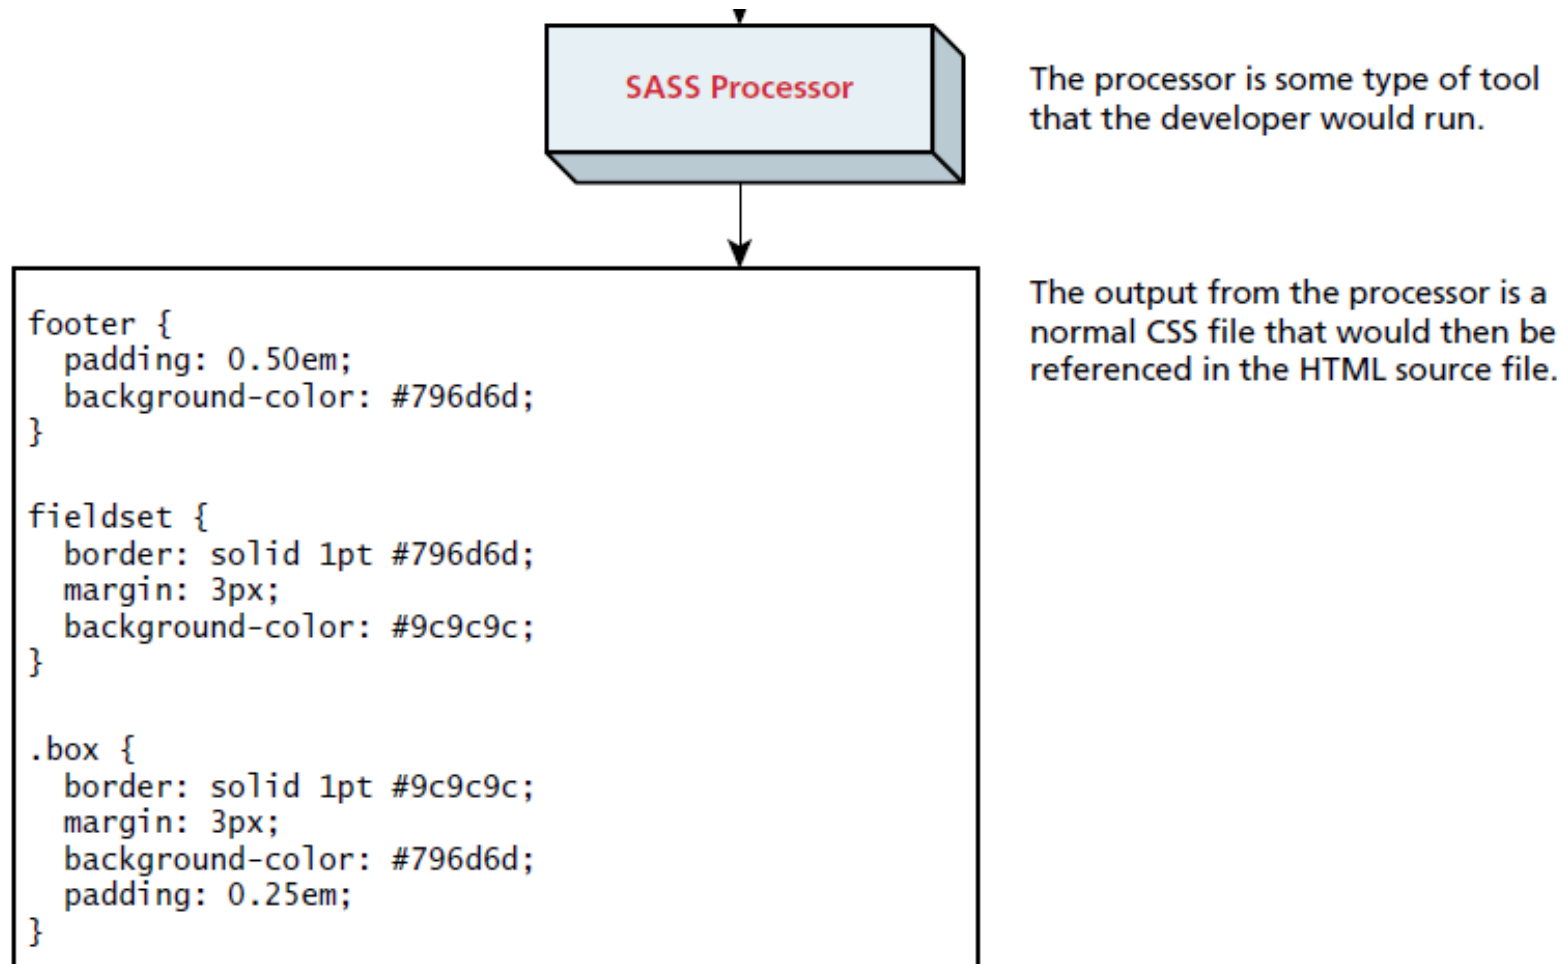 SASS Processor
The processor is some type of tool
that the developer would run.
The output from the processor is a
normal CSS file that would then be
referenced in the HTML source file.
footer {
  padding: 0.50em;
  background-color: #796d6d;
}
fieldset {
  border: solid 1pt #796d6d;
  margin: 3px;
  background-color: #9c9c9c;
}
.box {
  border: solid 1pt #9c9c9c;
  margin: 3px;
  background-color: #796d6d;
  padding: 0.25em;
}